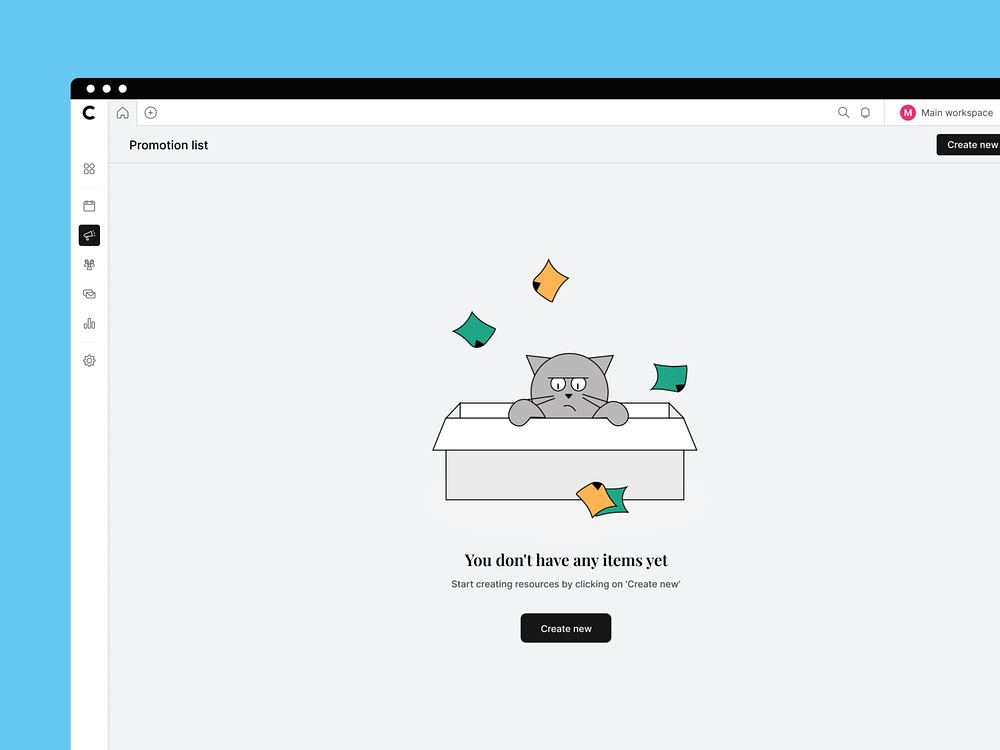 C
M Main workspace
Promotion list
Create new
You don't have any items yet
Start creating resources by clicking on 'Create new'
Create new